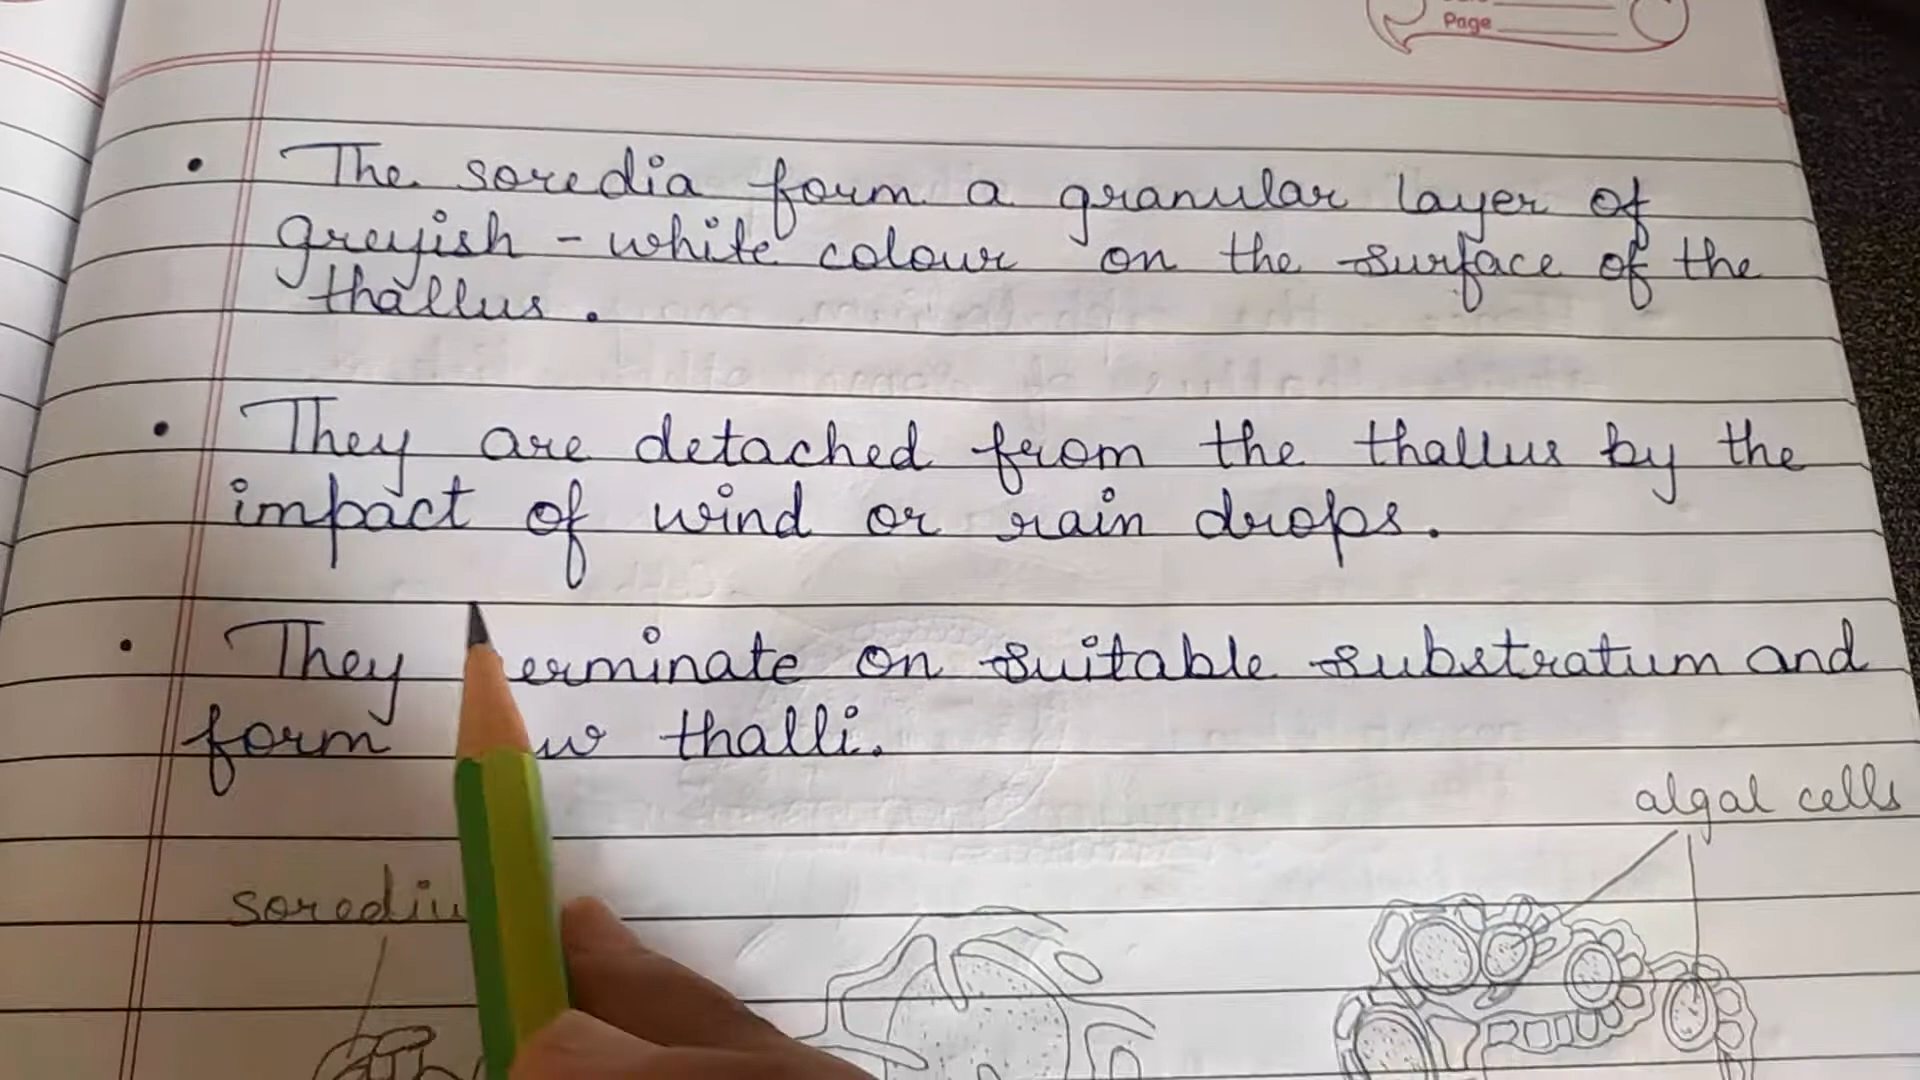 Page
• The soredia form a granular layer of
greyish - white colour on the surface of the
thallus.
• They are detached from the thallus by the
impact of wind or rain drops.
• They erminate on suitable substratum and
form w thalli.
algal cells
sorediu